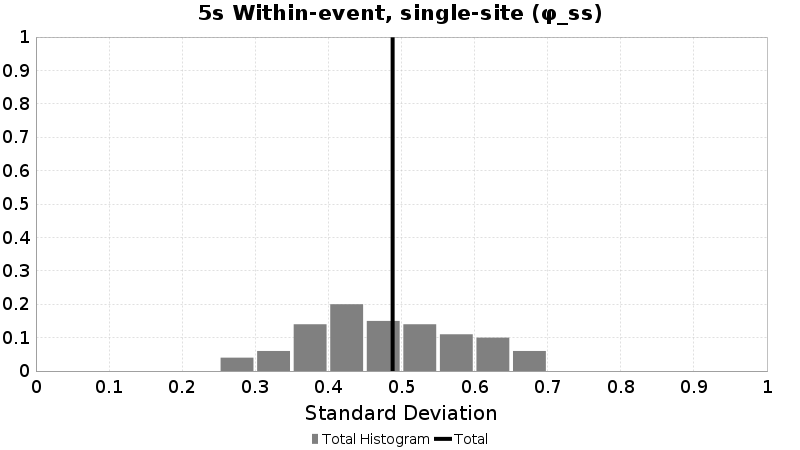 5s Within-event, single-site (φ_ss)
1
0.9
0.8
0.7
0.6
0.5
0.4
0.3
0.2
0.1
0
0 0.1 0.2 0.3 0.4 0.5 0.6 0.7 0.8 0.9 1
Standard Deviation
Total Histogram Total